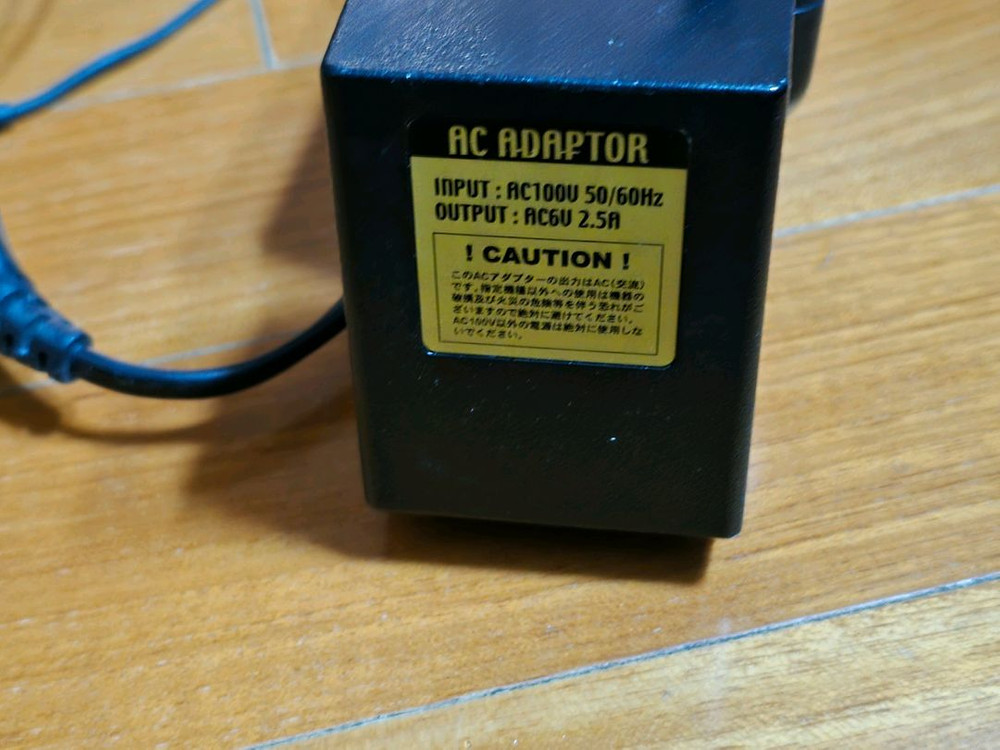 AC ADAPTOR
INPUT : AC100V 50/60Hz
OUTPUT : AC6V 2.5A
! CAUTION !
このACアダプターの出力はAC(交流)
です。指定機種以外への使用は機器の
破損及び火災の危険等を伴う恐れがご
ざいますので絶対に避けてください。
AC100V以外の電源は絶対に使用しな
いでください。